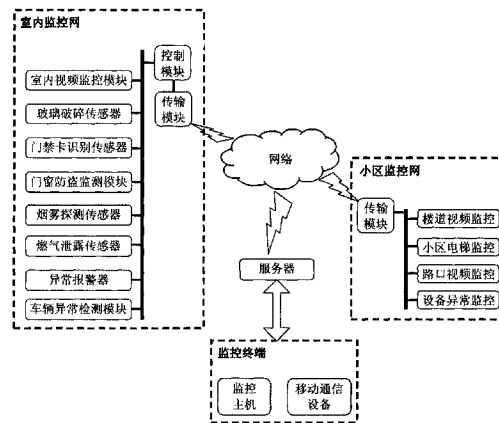 室内监控网
控制
模块
传输
模块
室内视频监控模块
玻璃破碎传感器
门禁卡识别传感器
门窗防盗监测模块
烟雾探测传感器
燃气泄露传感器
异常报警器
车辆异常检测模块
网络
服务器
小区监控网
传输
模块
楼道视频监控
小区电梯监控
路口视频监控
设备异常监控
监控终端
监控
主机
移动通信
设备